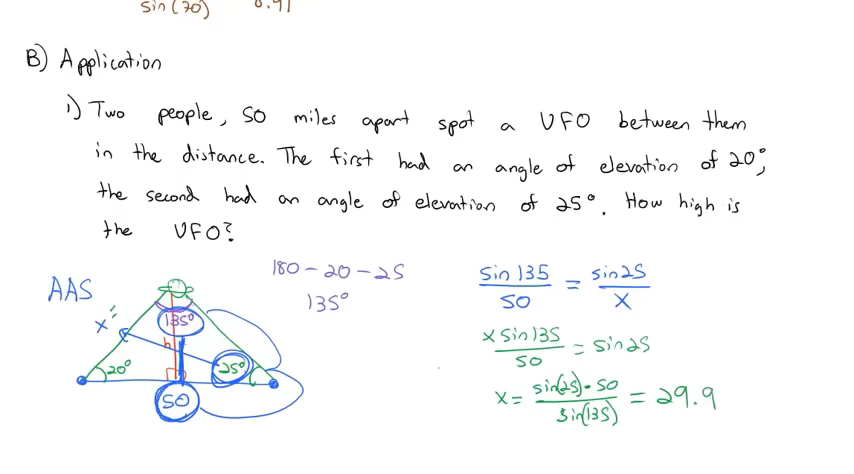 sin(70) 0.91
B) Application
i) Two people, 50 miles apart spot a UFO between them
in the distance. The first had an angle of elevation of 20°,
the second had an angle of elevation of 25°. How high is
the UFO?
AAS
180 - 20 - 25
135°
x
135°
h
20°
25°
50
sin 135 / 50 = sin 25 / x
x sin 135 / 50 = sin 25
x = sin(25) · 50 / sin(135) = 29.9